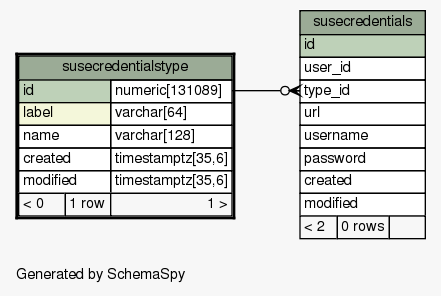 susecredentialstype
id numeric[131089]
label varchar[64]
name varchar[128]
created timestamptz[35,6]
modified timestamptz[35,6]
< 0 1 row 1 >
susecredentials
id
user_id
type_id
url
username
password
created
modified
< 2 0 rows
Generated by SchemaSpy